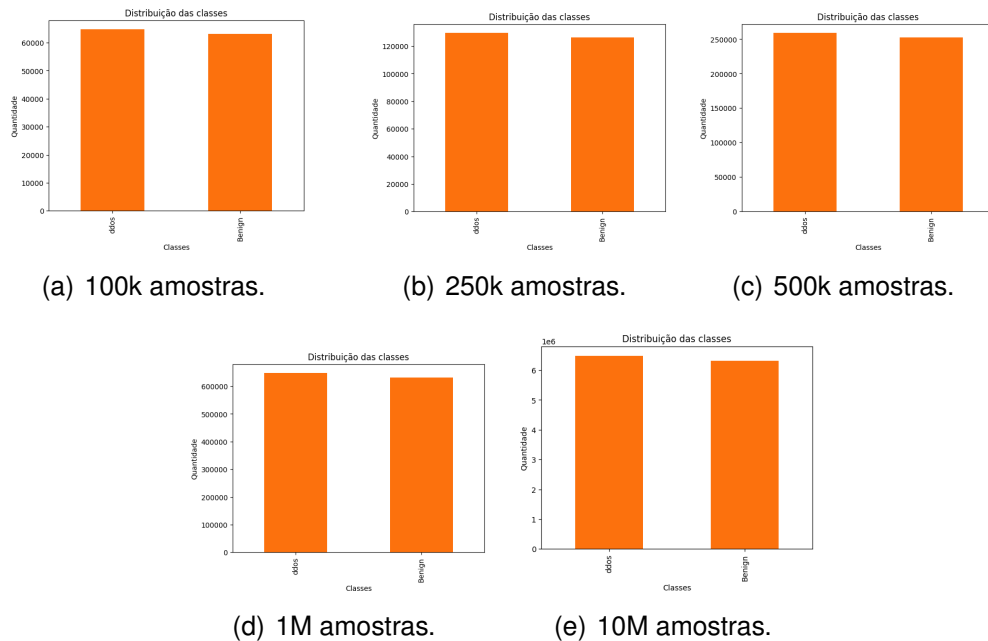 Distribuição das classes
60000
50000
40000
30000
20000
10000
0
Quantidade
ddos
Benign
Classes
(a) 100k amostras.
Distribuição das classes
120000
100000
80000
60000
40000
20000
0
Quantidade
ddos
Benign
Classes
(b) 250k amostras.
Distribuição das classes
250000
200000
150000
100000
50000
0
Quantidade
ddos
Benign
Classes
(c) 500k amostras.
Distribuição das classes
600000
500000
400000
300000
200000
100000
0
Quantidade
ddos
Benign
Classes
(d) 1M amostras.
Distribuição das classes
1e6
6
5
4
3
2
1
0
Quantidade
ddos
Benign
Classes
(e) 10M amostras.